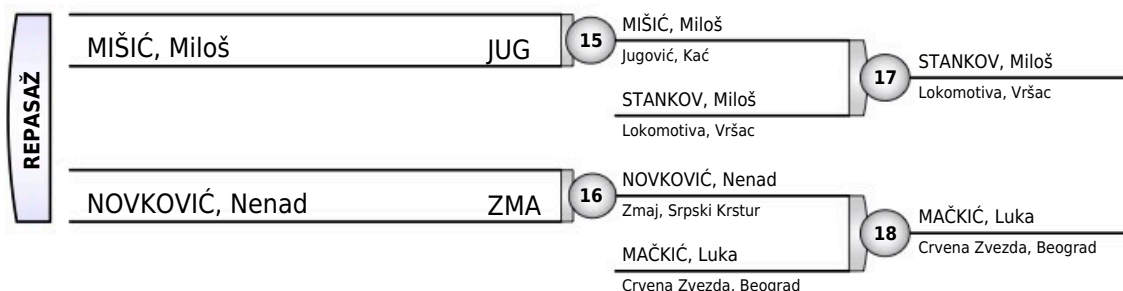 REPASAŽ
MIŠIĆ, Miloš JUG
15
MIŠIĆ, Miloš
Jugović, Kać
STANKOV, Miloš
Lokomotiva, Vršac
17
STANKOV, Miloš
Lokomotiva, Vršac
NOVKOVIĆ, Nenad ZMA
16
NOVKOVIĆ, Nenad
Zmaj, Srpski Krstur
MAČKIĆ, Luka
Crvena Zvezda, Beograd
18
MAČKIĆ, Luka
Crvena Zvezda, Beograd